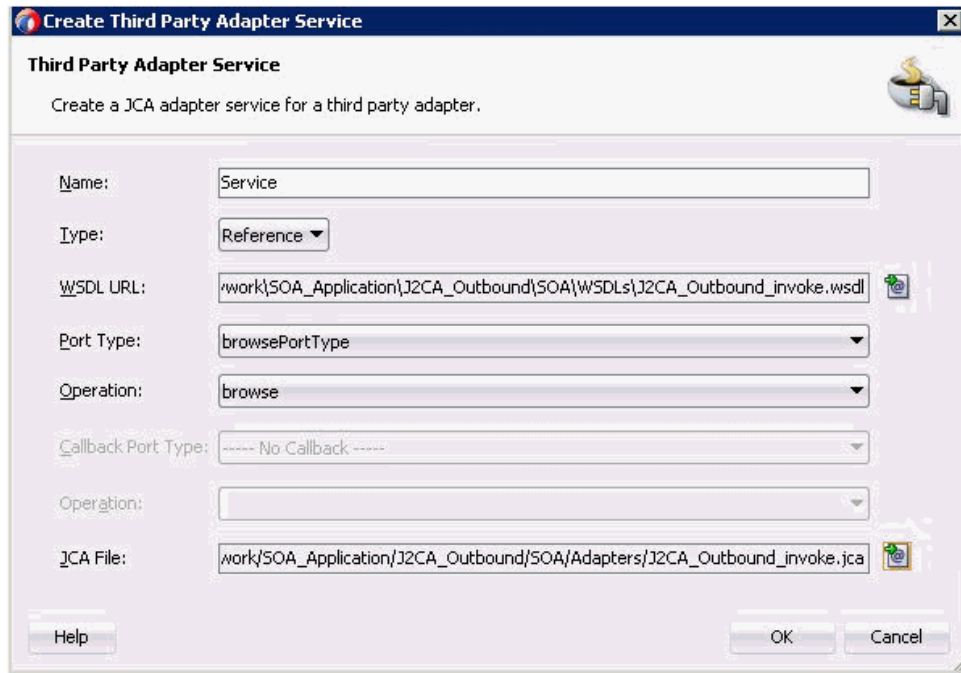 Create Third Party Adapter Service
Third Party Adapter Service
Create a JCA adapter service for a third party adapter.
Name: Service
Type: Reference
WSDL URL: work\SOA_Application\J2CA_Outbound\SOA\WSDLs\J2CA_Outbound_invoke.wsdl
Port Type: browsePortType
Operation: browse
Callback Port Type: ----- No Callback -----
Operation:
JCA File: work/SOA_Application/J2CA_Outbound/SOA/Adapters/J2CA_Outbound_invoke.jca
Help OK Cancel